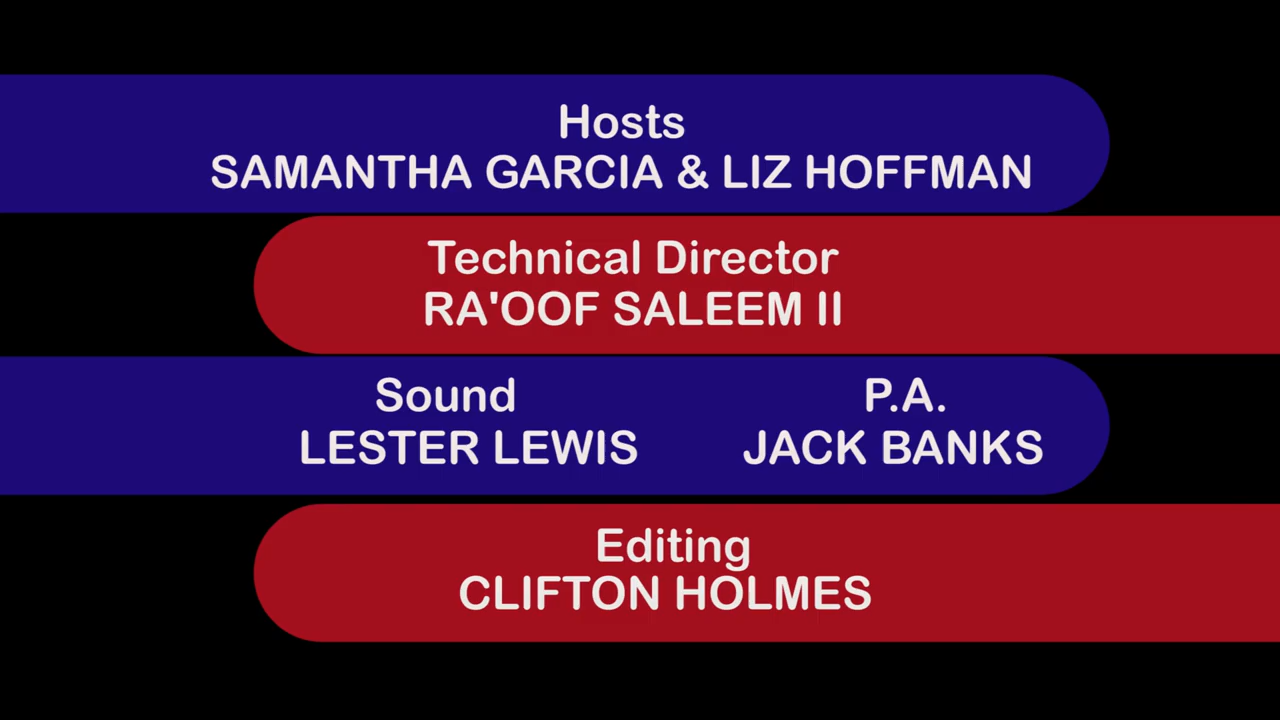 Hosts
SAMANTHA GARCIA & LIZ HOFFMAN
Technical Director
RA'OOF SALEEM II
Sound
LESTER LEWIS
P.A.
JACK BANKS
Editing
CLIFTON HOLMES